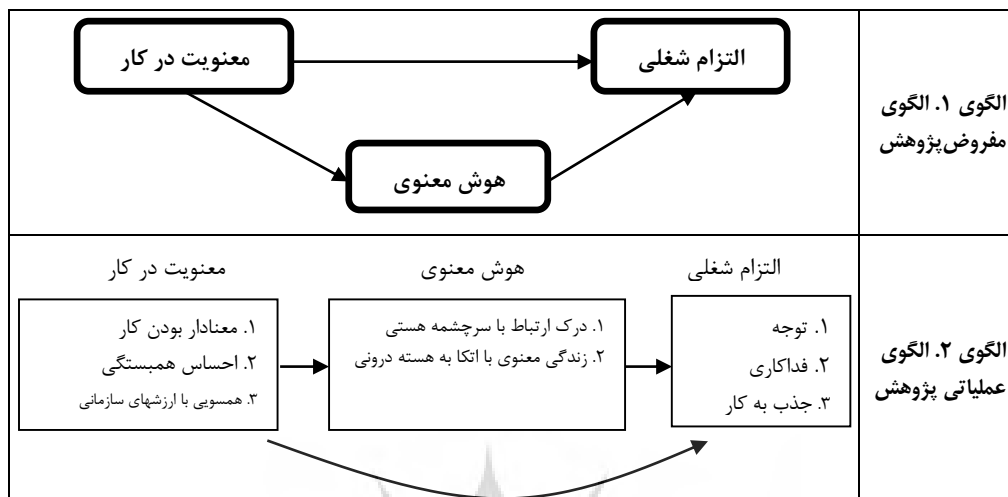 الگوی ۱. الگوی
مفروض‌پژوهش
معنویت در کار
التزام شغلی
هوش معنوی
الگوی ۲. الگوی
عملیاتی پژوهش
التزام شغلی
۱. توجه
۲. فداکاری
۳. جذب به کار
هوش معنوی
۱. درک ارتباط با سرچشمه هستی
۲. زندگی معنوی با اتکا به هسته درونی
معنویت در کار
۱. معنادار بودن کار
۲. احساس همبستگی
۳. همسویی با ارزشهای سازمانی